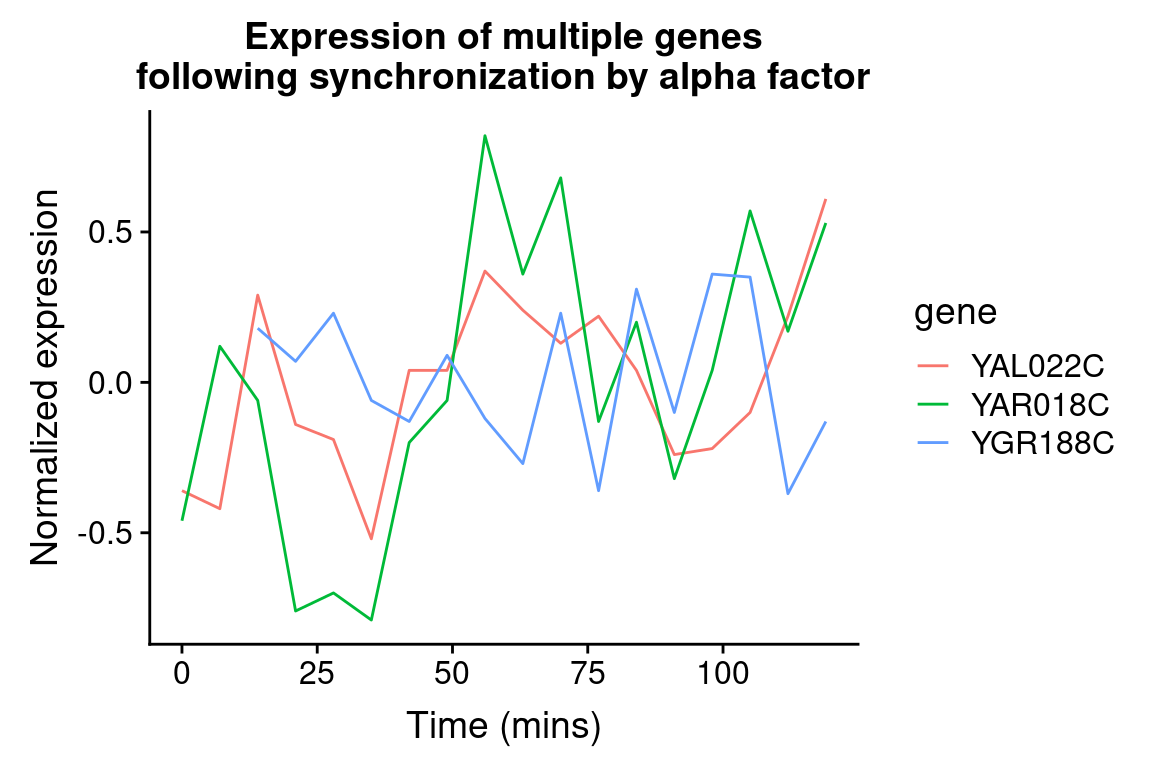 Expression of multiple genes
following synchronization by alpha factor
Normalized expression
0.5
0.0
-0.5
0
25
50
75
100
Time (mins)
gene
YAL022C
YAR018C
YGR188C